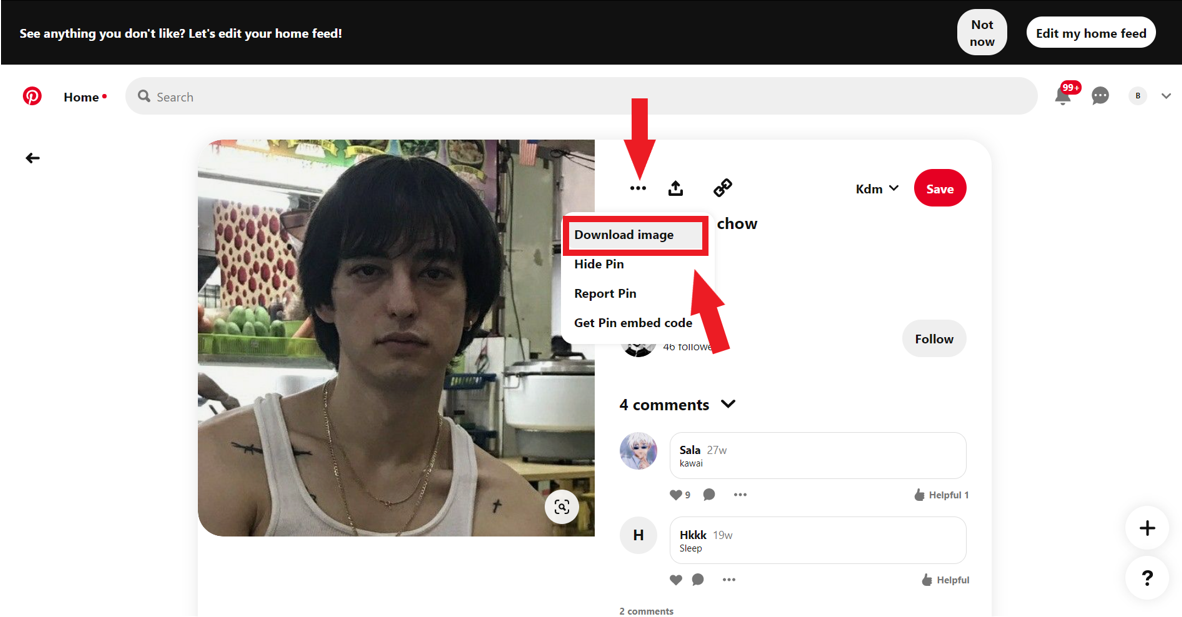 See anything you don't like? Let's edit your home feed!
Not
now
Edit my home feed
Home
Search
99+
B
Kdm
Save
chow
Download image
Hide Pin
Report Pin
Get Pin embed code
46
Follow
4 comments
Sala 27w
kawai
9
Helpful 1
H
Hkkk 19w
Sleep
Helpful
2 comments
+
?